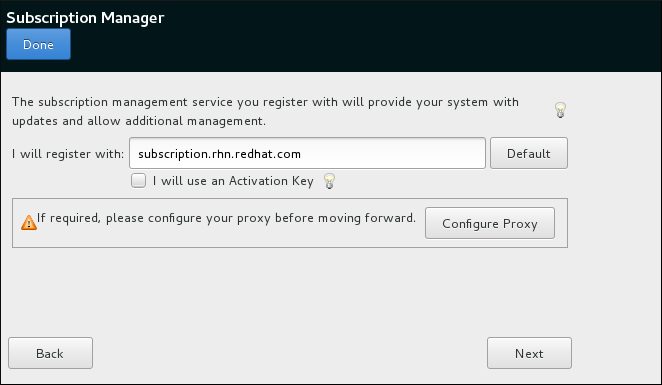 Subscription Manager
Done
The subscription management service you register with will provide your system with
updates and allow additional management.
I will register with: subscription.rhn.redhat.com Default
I will use an Activation Key
If required, please configure your proxy before moving forward. Configure Proxy
Back Next